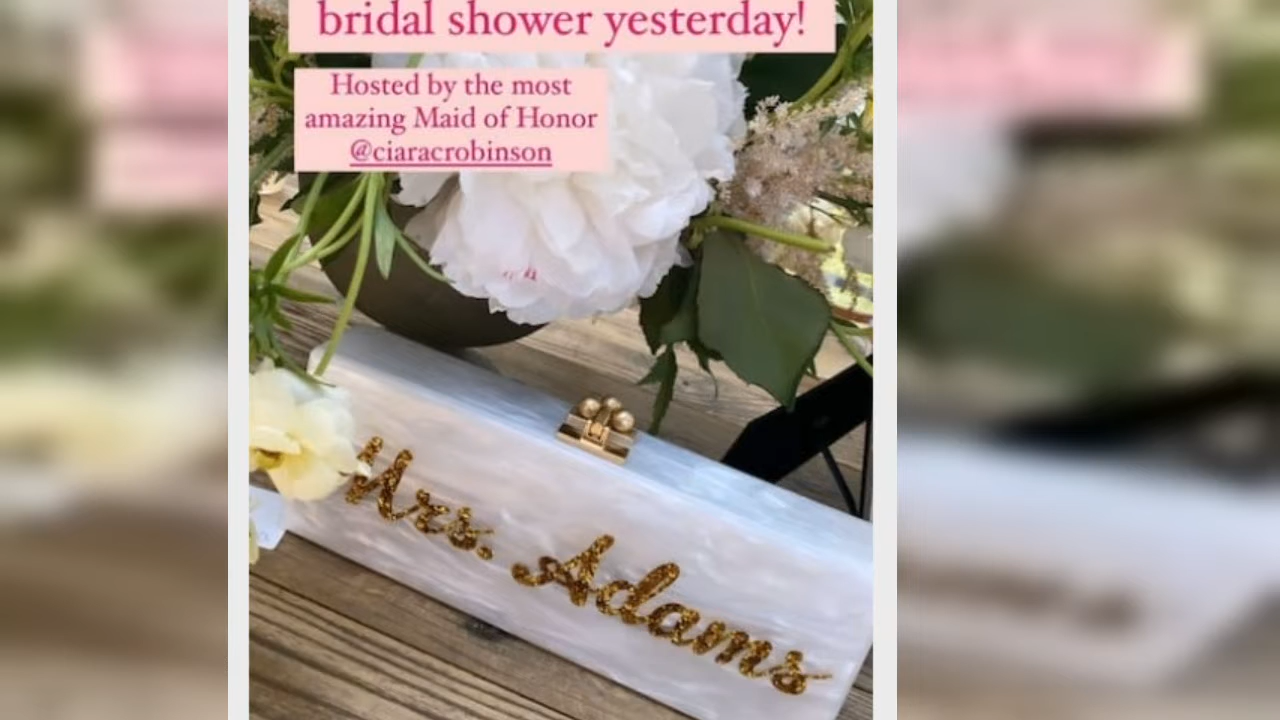 bridal shower yesterday!
Hosted by the most
amazing Maid of Honor
@ciaracrobinson
Mrs. Adams